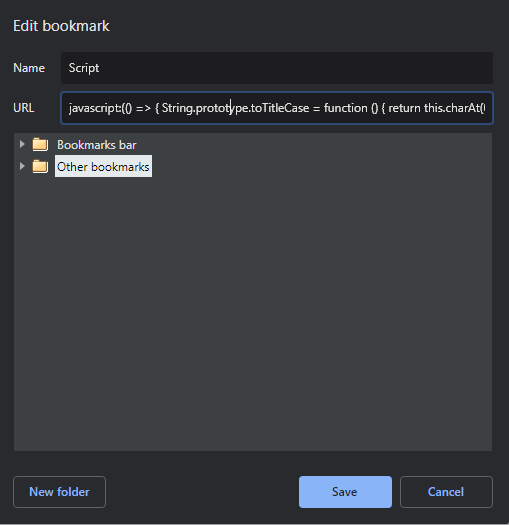 Edit bookmark
Name Script
URL javascript:(() => { String.prototype.toTitleCase = function () { return this.charAt(
Bookmarks bar
Other bookmarks
New folder Save Cancel